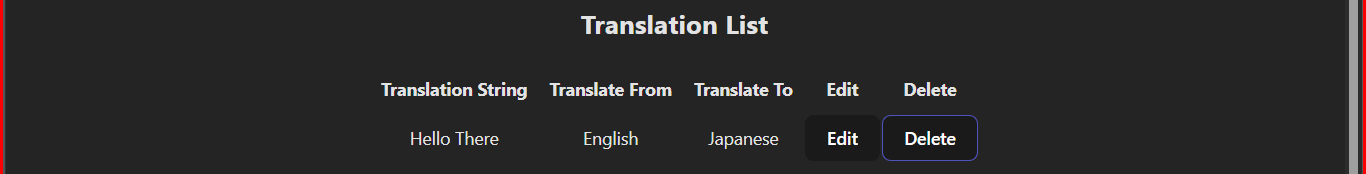 Translation List
Translation String Translate From Translate To Edit Delete
Hello There English Japanese Edit Delete